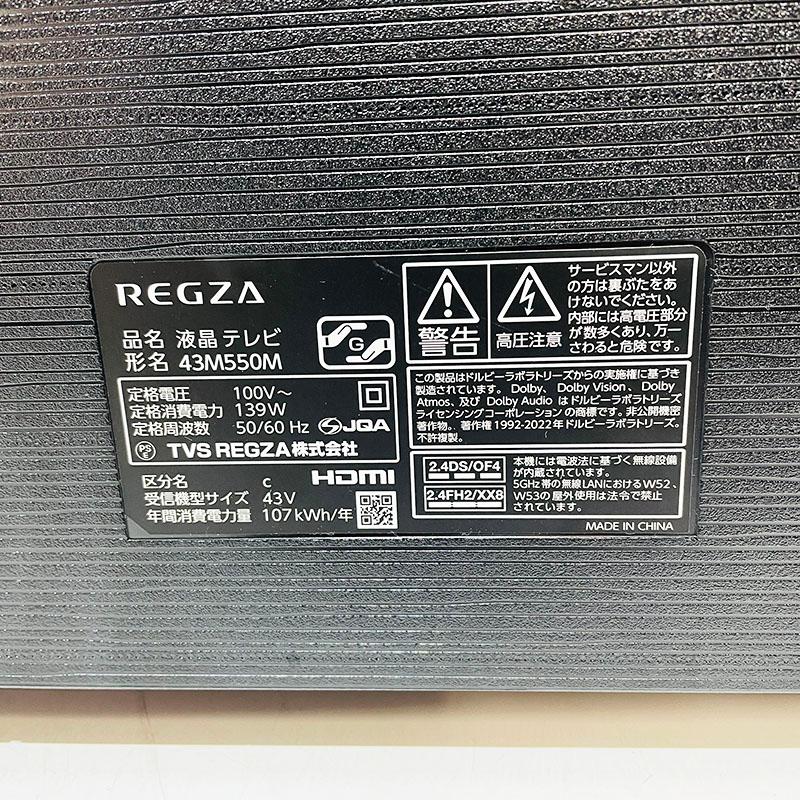 REGZA
品名 液晶テレビ
形名 43M550M
G
定格電圧 100V～
定格消費電力 139W
定格周波数 50/60 Hz JQA
PS E TVS REGZA株式会社
区分名 c HDMI
受信機型サイズ 43V
年間消費電力量 107kWh/年
警告
高圧注意
サービスマン以外
の方は裏ぶたをあ
けないでください。
内部には高電圧部分
が数多くあり、万一
さわると危険です。
この製品はドルビーラボラトリーズからの実施権に基づき
製造されています。Dolby、Dolby Vision、Dolby
Atmos、及び Dolby Audio はドルビーラボラトリーズ
ライセンシングコーポレーションの商標です。非公開機密
著作物。著作権 1992-2022年ドルビーラボラトリーズ。
不許複製。
2.4DS/OF4
2.4FH2/XX8
本機には電波法に基づく無線設備
が内蔵されています。
5GHz帯の無線LANにおけるW52、
W53の屋外使用は法令で禁止
されています。
MADE IN CHINA